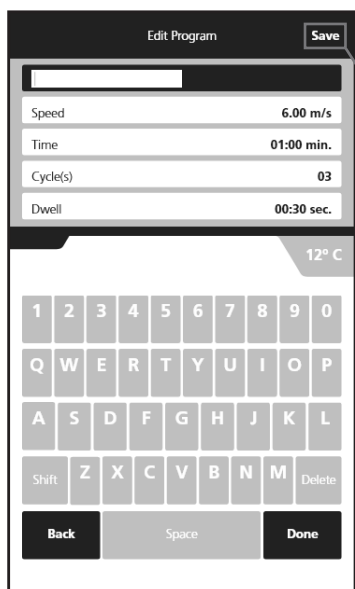 Edit Program Save
Speed 6.00 m/s
Time 01:00 min.
Cycle(s) 03
Dwell 00:30 sec.
12° C
1 2 3 4 5 6 7 8 9 0
Q W E R T Y U I O P
A S D F G H J K L
Shift Z X C V B N M Delete
Back Space Done